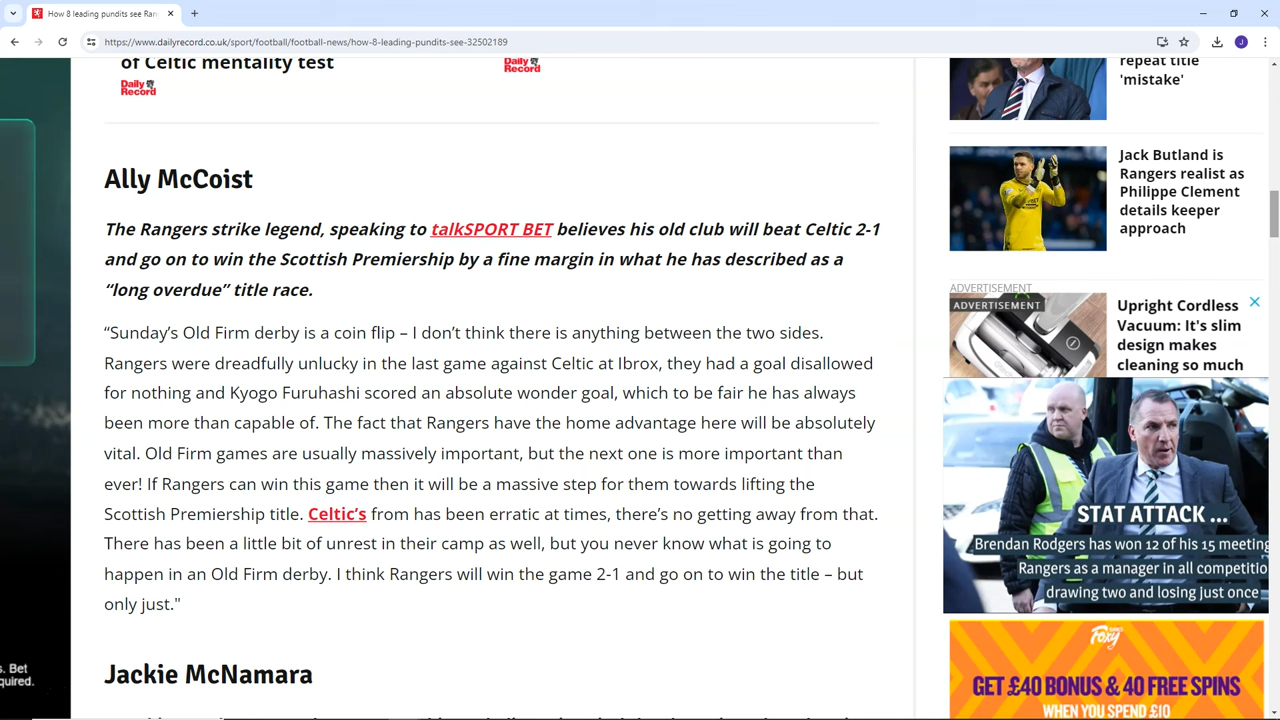 How 8 leading pundits see Ran
https://www.dailyrecord.co.uk/sport/football/football-news/how-8-leading-pundits-see-32502189
J
of Celtic mentality test
Daily
Record
Daily
Record
Ally McCoist
The Rangers strike legend, speaking to talkSPORT BET believes his old club will beat Celtic 2-1
and go on to win the Scottish Premiership by a fine margin in what he has described as a
“long overdue” title race.
“Sunday’s Old Firm derby is a coin flip – I don’t think there is anything between the two sides.
Rangers were dreadfully unlucky in the last game against Celtic at Ibrox, they had a goal disallowed
for nothing and Kyogo Furuhashi scored an absolute wonder goal, which to be fair he has always
been more than capable of. The fact that Rangers have the home advantage here will be absolutely
vital. Old Firm games are usually massively important, but the next one is more important than
ever! If Rangers can win this game then it will be a massive step for them towards lifting the
Scottish Premiership title. Celtic’s from has been erratic at times, there’s no getting away from that.
There has been a little bit of unrest in their camp as well, but you never know what is going to
happen in an Old Firm derby. I think Rangers will win the game 2-1 and go on to win the title – but
only just."
Jackie McNamara
s. Bet
quired.
repeat title
'mistake'
Jack Butland is
Rangers realist as
Philippe Clement
details keeper
approach
ADVERTISEMENT
ADVERTISEMENT
Upright Cordless
Vacuum: It's slim
design makes
cleaning so much
STAT ATTACK ...
Brendan Rodgers has won 12 of his 15 meeting
Rangers as a manager in all competitio
drawing two and losing just once
Foxy
GET £40 BONUS & 40 FREE SPINS
WHEN YOU SPEND £10